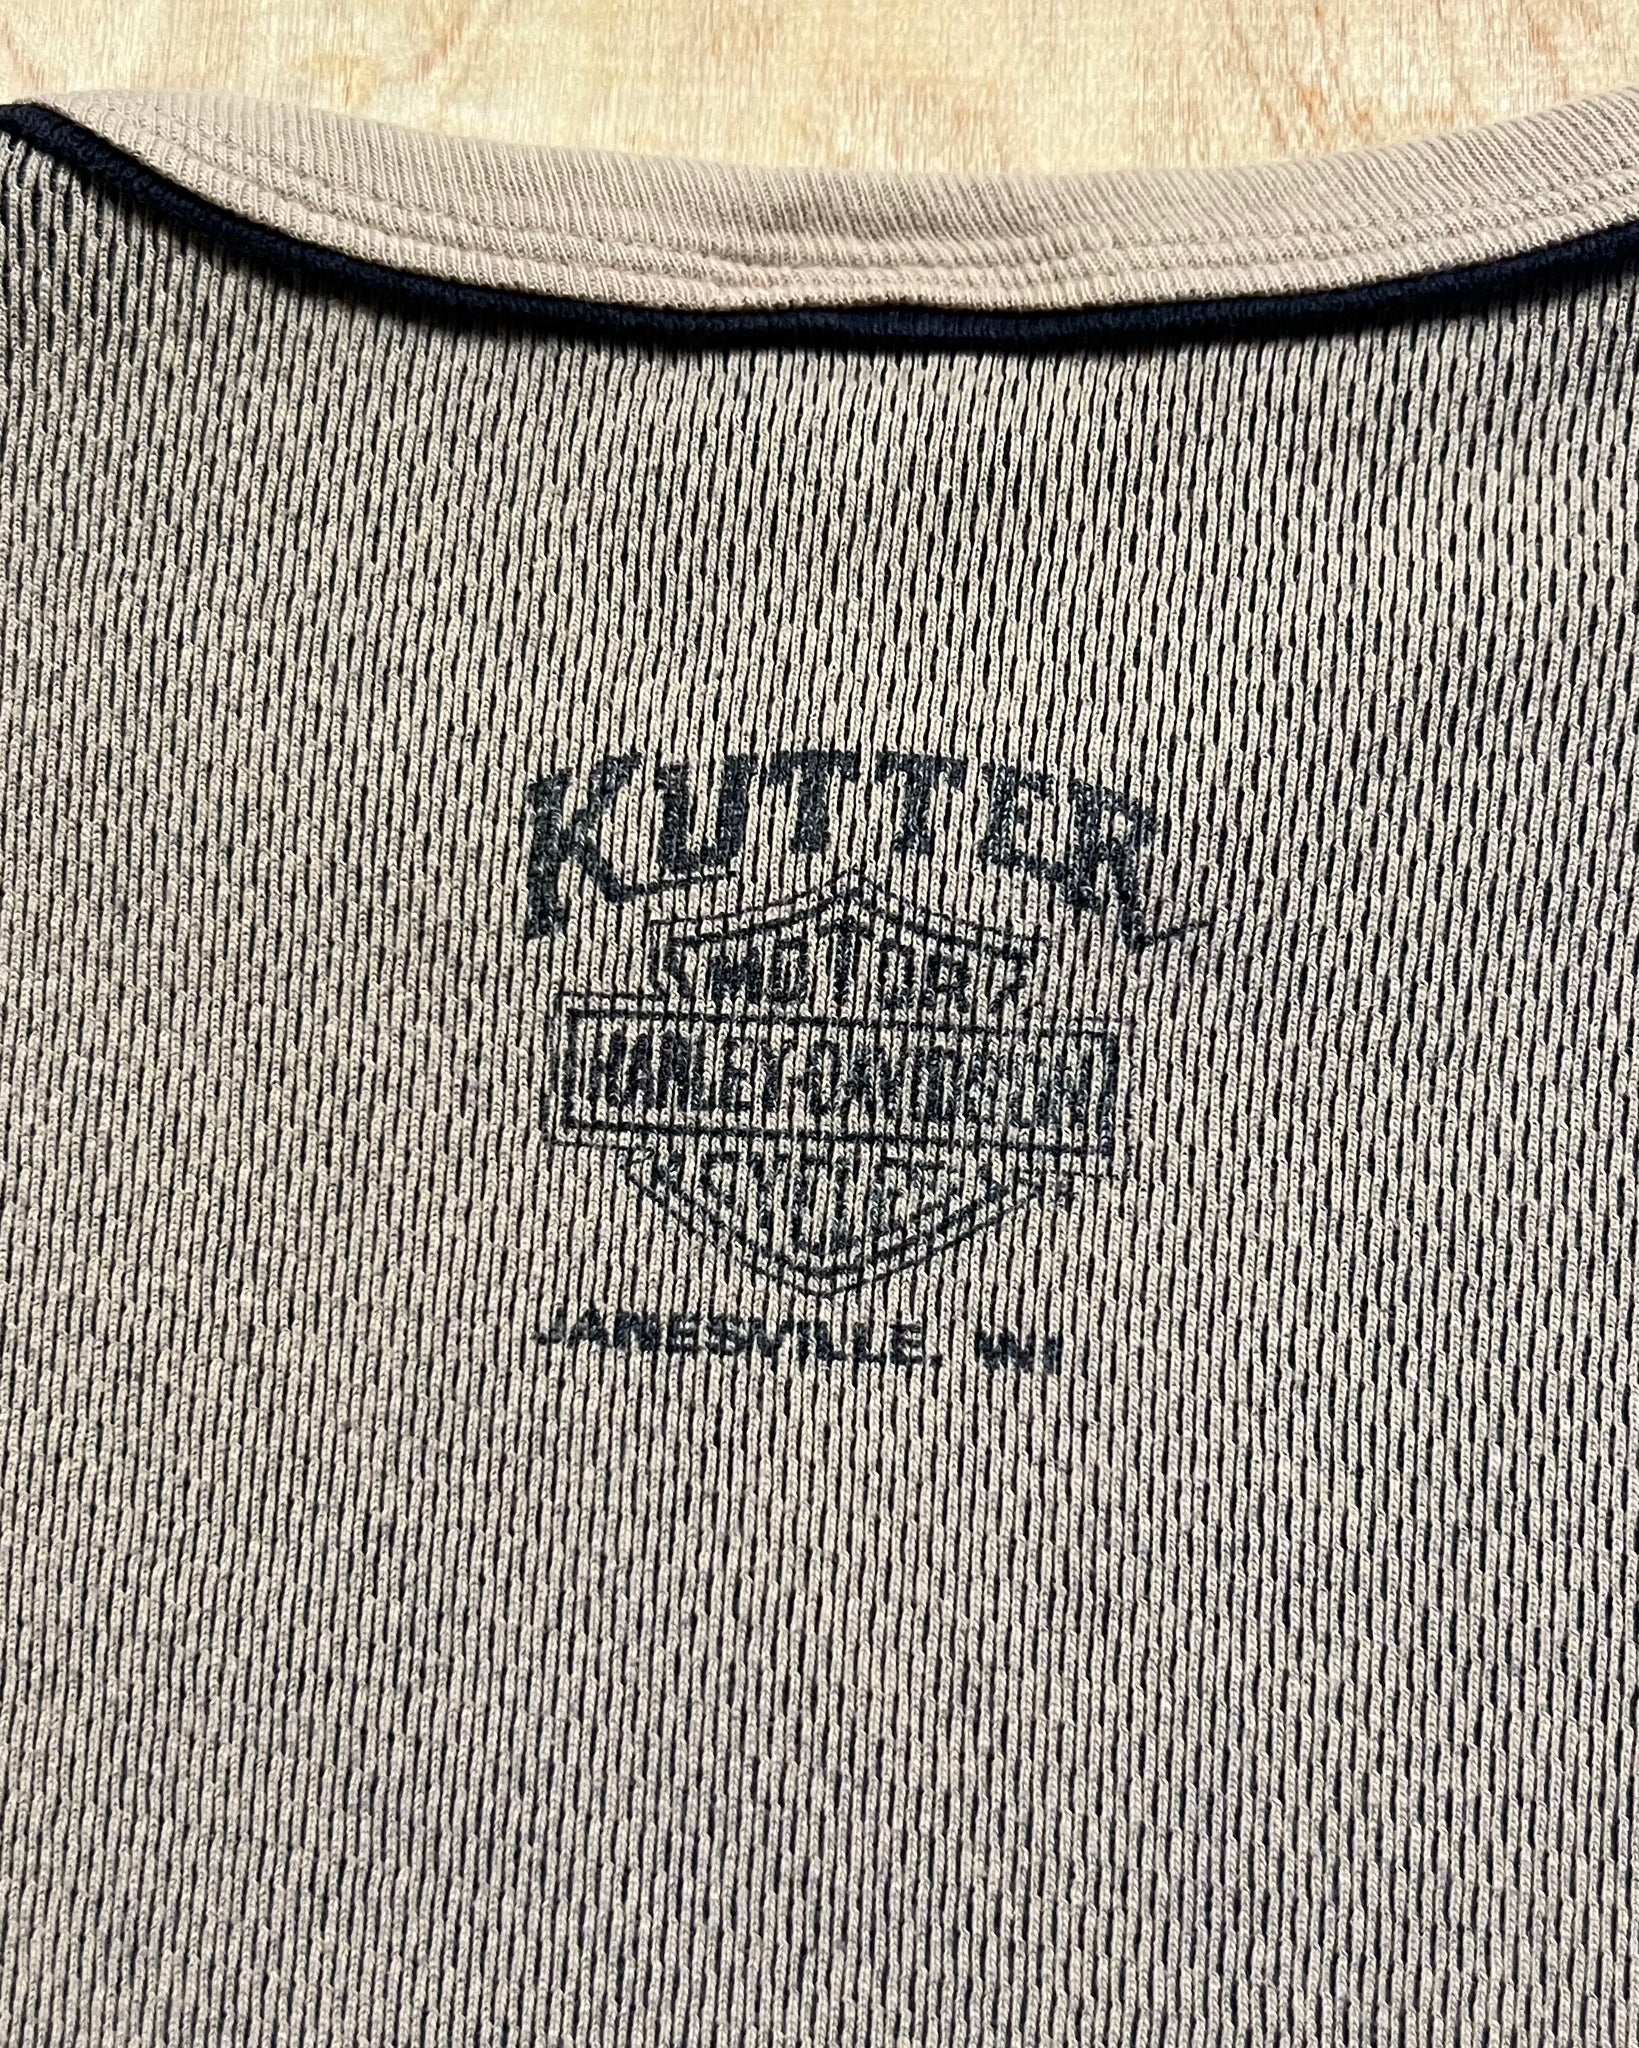 KUTTER
MOTOR
HARLEY-DAVIDSON
CYCLES
JANESVILLE, WI